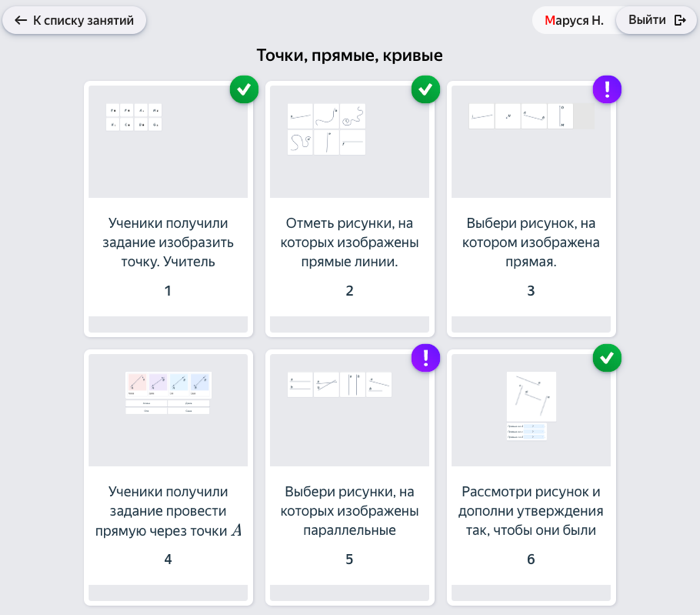 К списку занятий
Маруся Н.
Выйти
Точки, прямые, кривые
Ученики получили
задание изобразить
точку. Учитель
1
Отметь рисунки, на
которых изображены
прямые линии.
2
Выбери рисунок, на
котором изображена
прямая.
3
Ученики получили
задание провести
прямую через точки A
4
Выбери рисунки, на
которых изображены
параллельные
5
Рассмотри рисунок и
дополни утверждения
так, чтобы они были
6